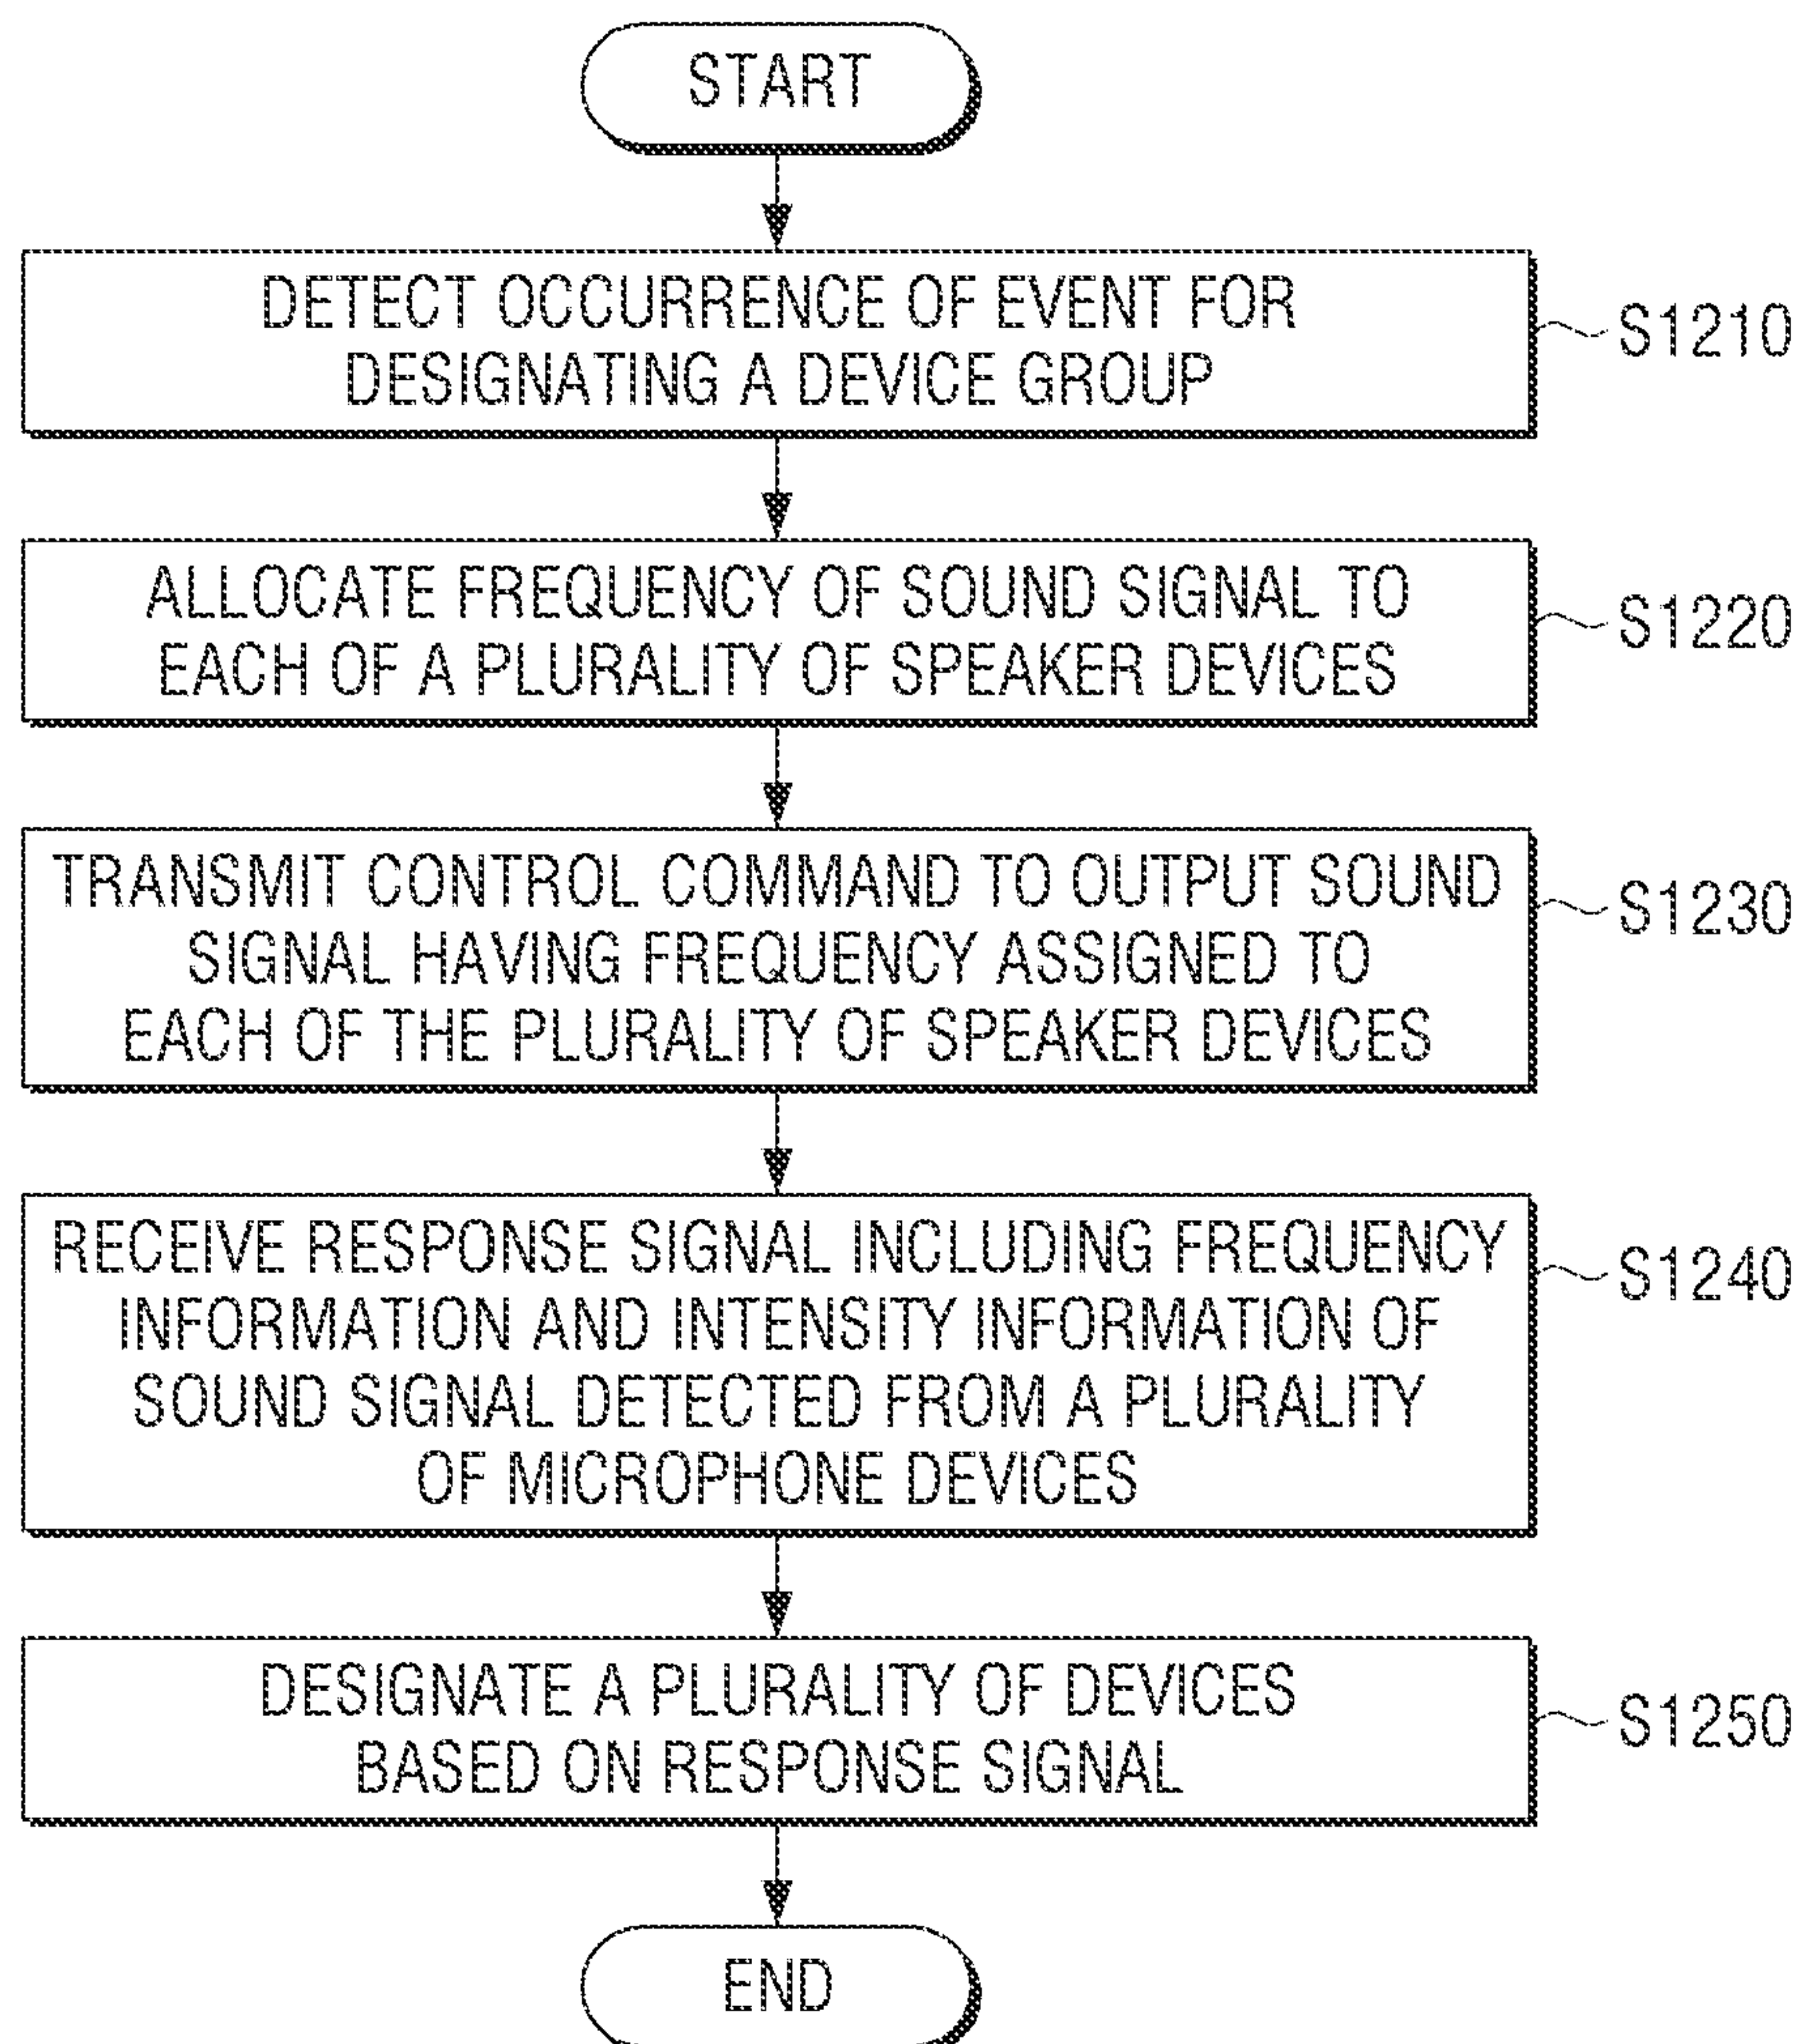 START
DETECT OCCURRENCE OF EVENT FOR
DESIGNATING A DEVICE GROUP
S1210
ALLOCATE FREQUENCY OF SOUND SIGNAL TO
EACH OF A PLURALITY OF SPEAKER DEVICES
S1220
TRANSMIT CONTROL COMMAND TO OUTPUT SOUND
SIGNAL HAVING FREQUENCY ASSIGNED TO
EACH OF THE PLURALITY OF SPEAKER DEVICES
S1230
RECEIVE RESPONSE SIGNAL INCLUDING FREQUENCY
INFORMATION AND INTENSITY INFORMATION OF
SOUND SIGNAL DETECTED FROM A PLURALITY
OF MICROPHONE DEVICES
S1240
DESIGNATE A PLURALITY OF DEVICES
BASED ON RESPONSE SIGNAL
S1250
END